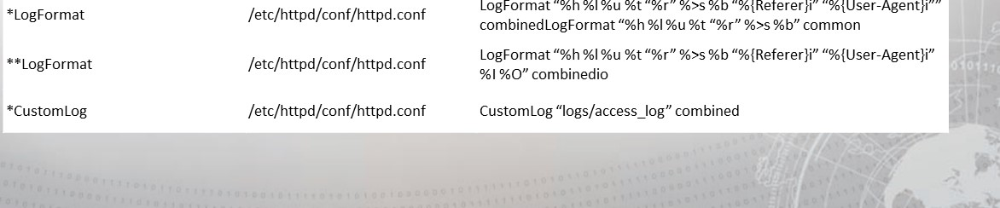 *LogFormat /etc/httpd/conf/httpd.conf LogFormat “%h %l %u %t “%r” %>s %b “%{Referer}i” “%{User-Agent}i””
combinedLogFormat “%h %l %u %t “%r” %>s %b” common
**LogFormat /etc/httpd/conf/httpd.conf LogFormat “%h %l %u %t “%r” %>s %b “%{Referer}i” “%{User-Agent}i”
%I %O” combinedio
*CustomLog /etc/httpd/conf/httpd.conf CustomLog “logs/access_log” combined